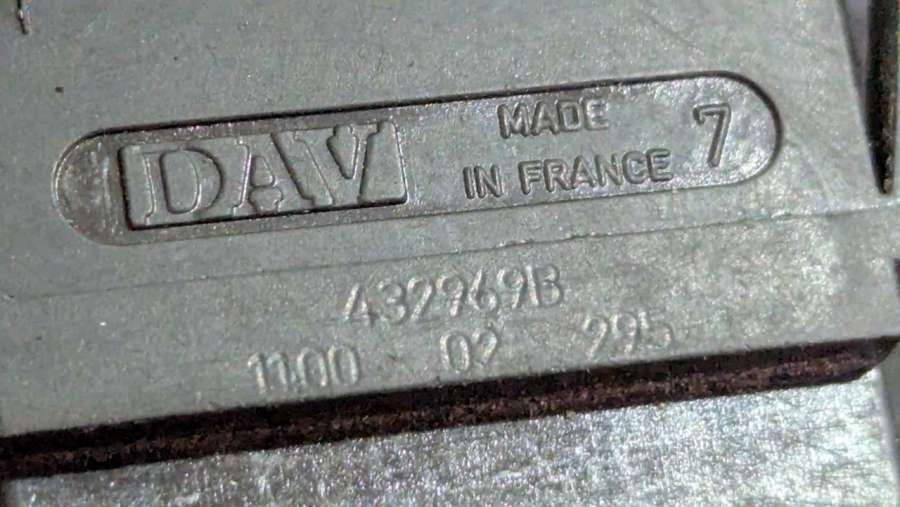 DAV
MADE
IN FRANCE
7
432969B
1100 02 295